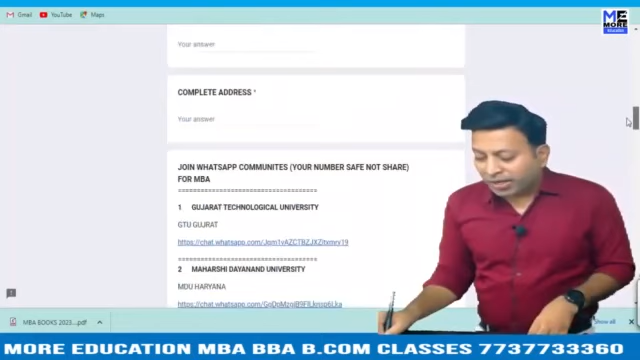 Gmail
YouTube
Maps
ME
MORE
Education
Your answer
COMPLETE ADDRESS *
Your answer
JOIN WHATSAPP COMMUNITES (YOUR NUMBER SAFE NOT SHARE)
FOR MBA
=====================================
1 GUJARAT TECHNOLOGICAL UNIVERSITY
GTU GUJRAT
=====================================
2 MAHARSHI DAYANAND UNIVERSITY
MDU HARYANA
MBA BOOKS 2023....pdf
Show all
MORE EDUCATION MBA BBA B.COM CLASSES 7737733360